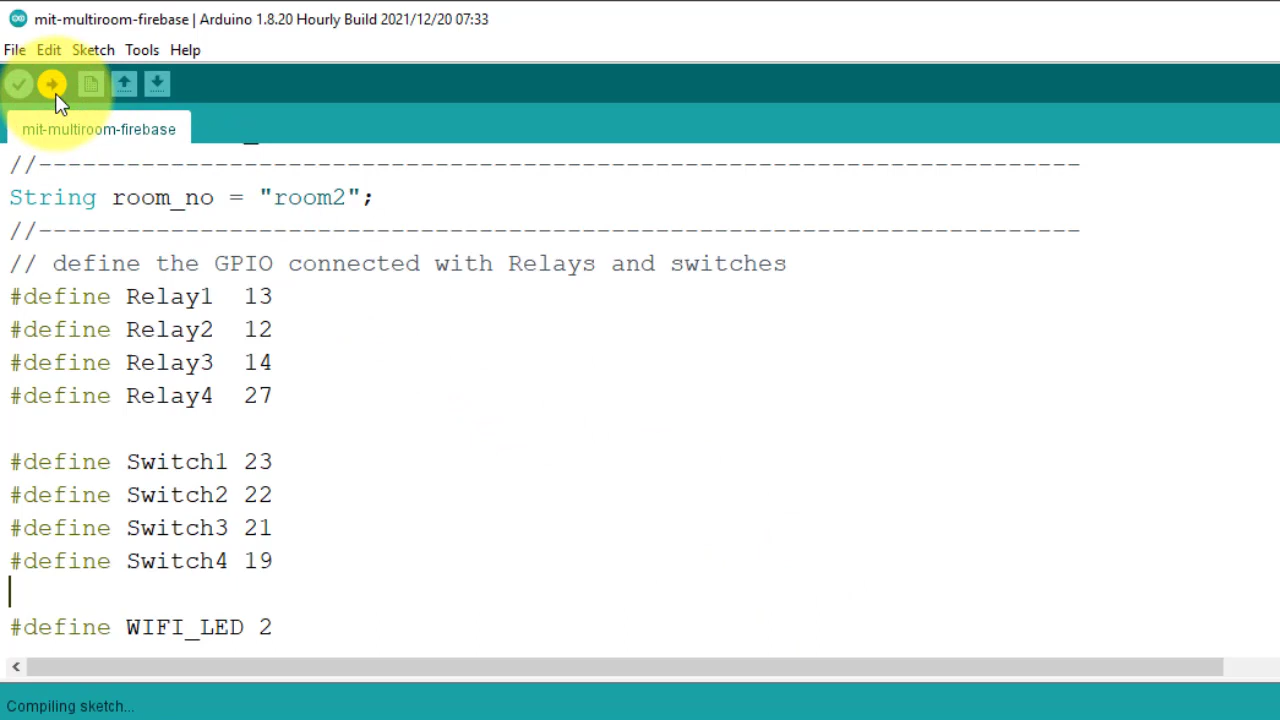 mit-multiroom-firebase | Arduino 1.8.20 Hourly Build 2021/12/20 07:33
File Edit Sketch Tools Help
mit-multiroom-firebase
//------------------------------------------------------------------------
String room_no = "room2";
//------------------------------------------------------------------------
// define the GPIO connected with Relays and switches
#define Relay1  13
#define Relay2  12
#define Relay3  14
#define Relay4  27
#define Switch1 23
#define Switch2 22
#define Switch3 21
#define Switch4 19
#define WIFI_LED 2
Compiling sketch...